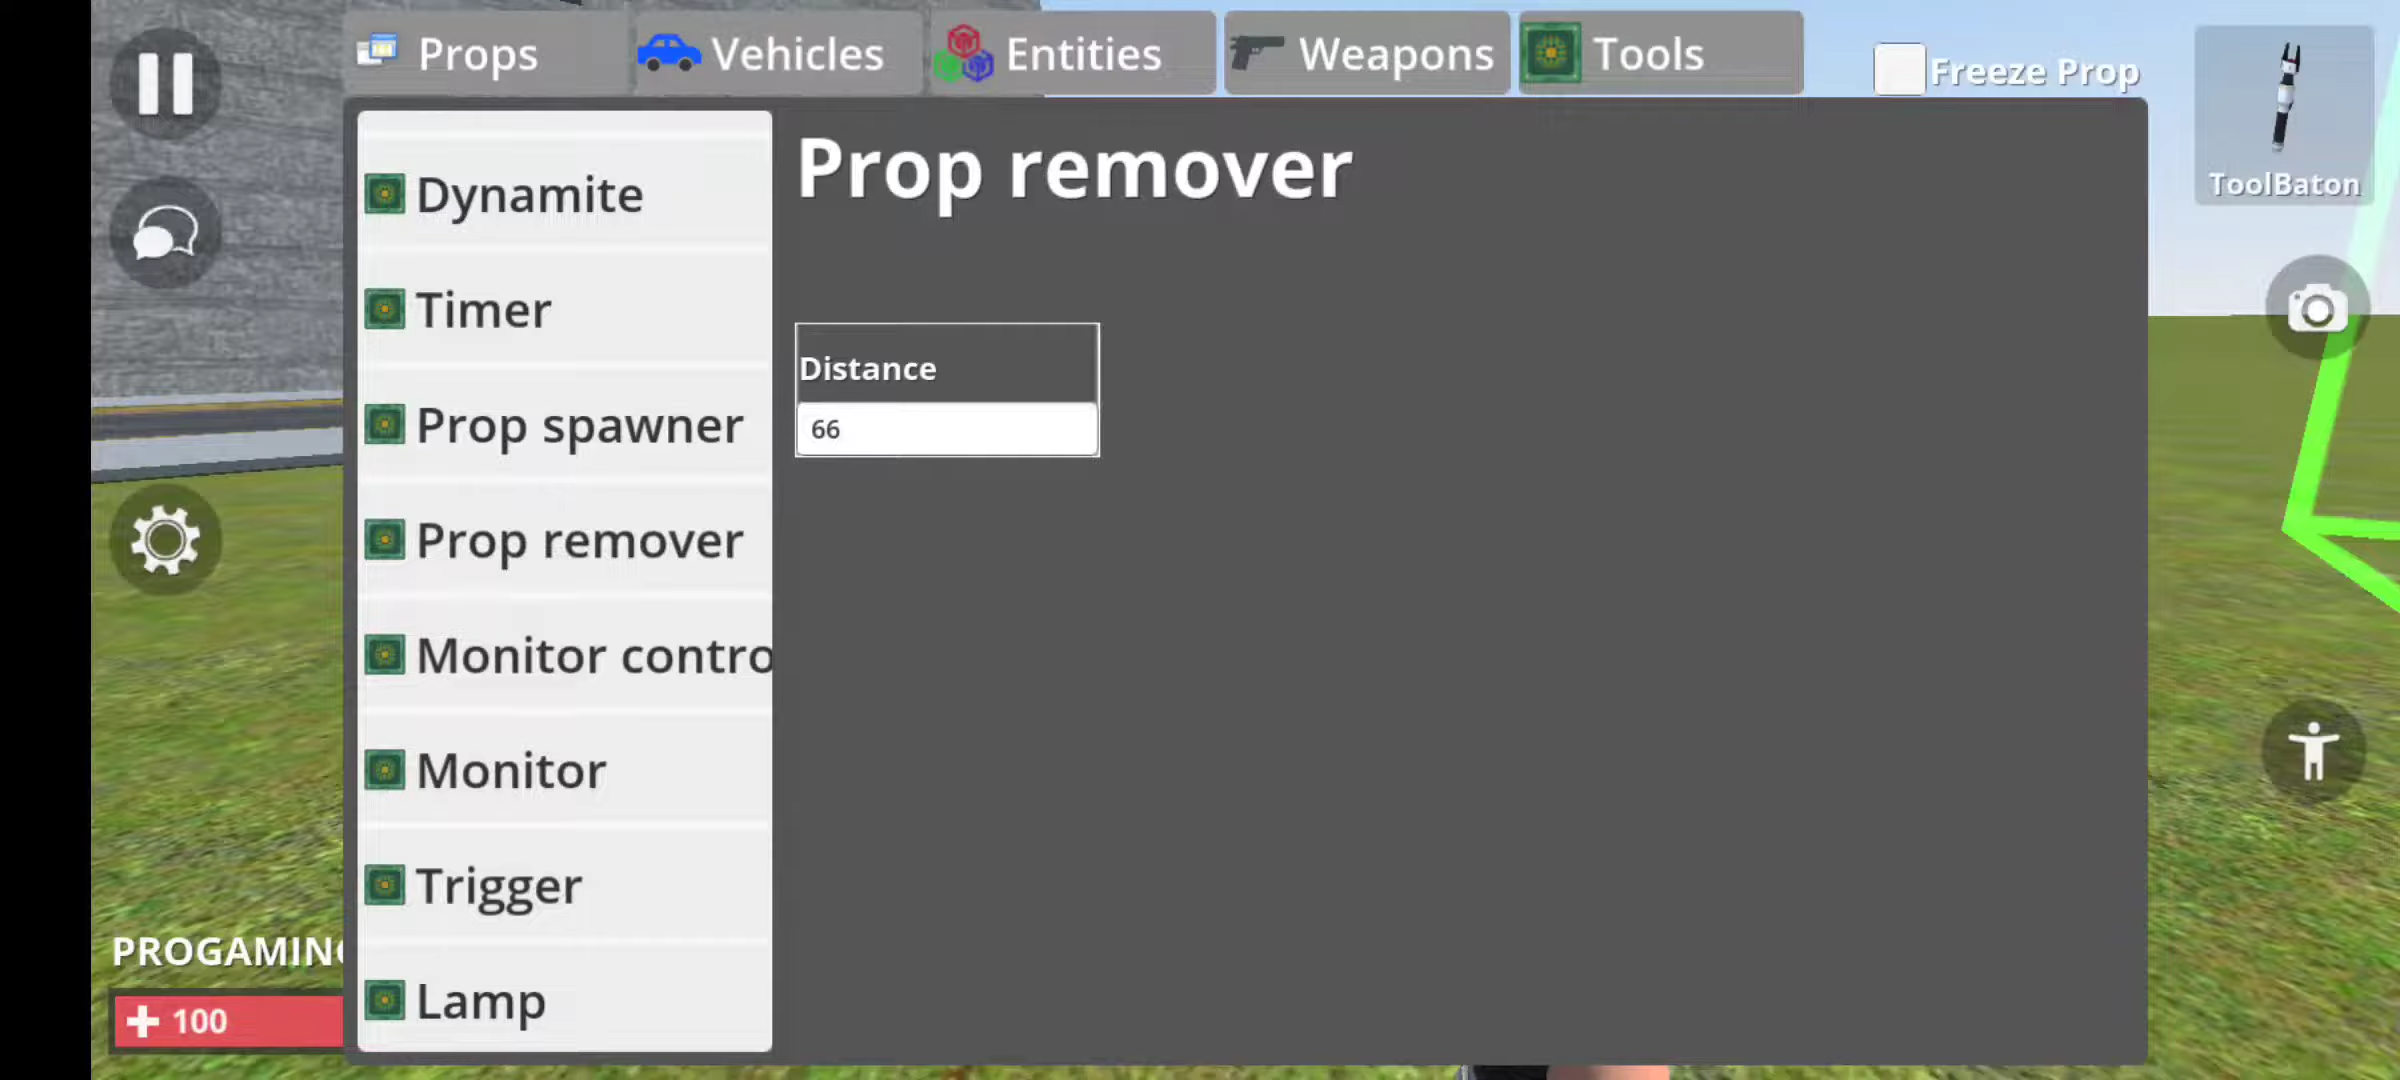 Props
Vehicles
Entities
Weapons
Tools
Freeze Prop
ToolBaton
Dynamite
Timer
Prop spawner
Prop remover
Monitor contro
Monitor
Trigger
Lamp
Prop remover
Distance
66
PROGAMING
100